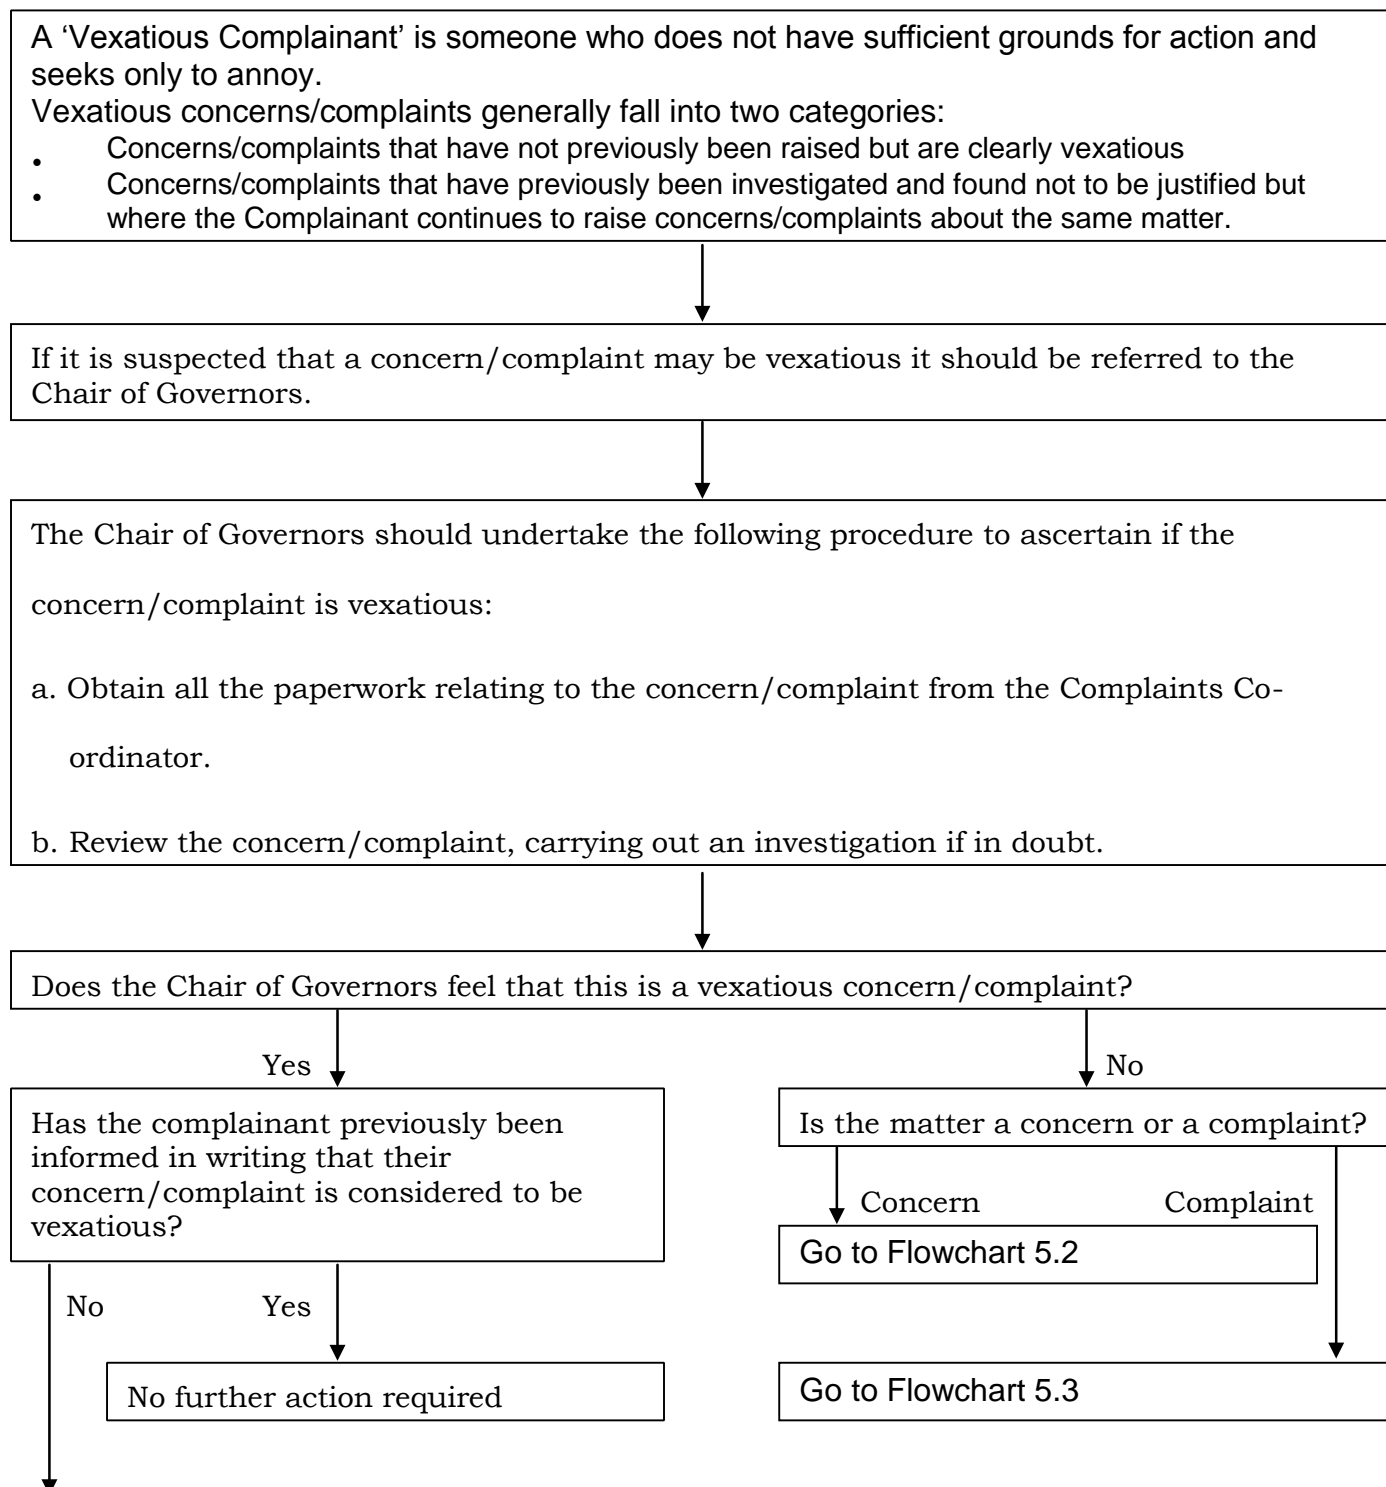 A ‘Vexatious Complainant’ is someone who does not have sufficient grounds for action and
seeks only to annoy.
Vexatious concerns/complaints generally fall into two categories:
• Concerns/complaints that have not previously been raised but are clearly vexatious
• Concerns/complaints that have previously been investigated and found not to be justified but
where the Complainant continues to raise concerns/complaints about the same matter.
If it is suspected that a concern/complaint may be vexatious it should be referred to the
Chair of Governors.
The Chair of Governors should undertake the following procedure to ascertain if the
concern/complaint is vexatious:
a. Obtain all the paperwork relating to the concern/complaint from the Complaints Co-
ordinator.
b. Review the concern/complaint, carrying out an investigation if in doubt.
Does the Chair of Governors feel that this is a vexatious concern/complaint?
Yes
No
Has the complainant previously been
informed in writing that their
concern/complaint is considered to be
vexatious?
Is the matter a concern or a complaint?
Concern
Complaint
Go to Flowchart 5.2
No
Yes
No further action required
Go to Flowchart 5.3